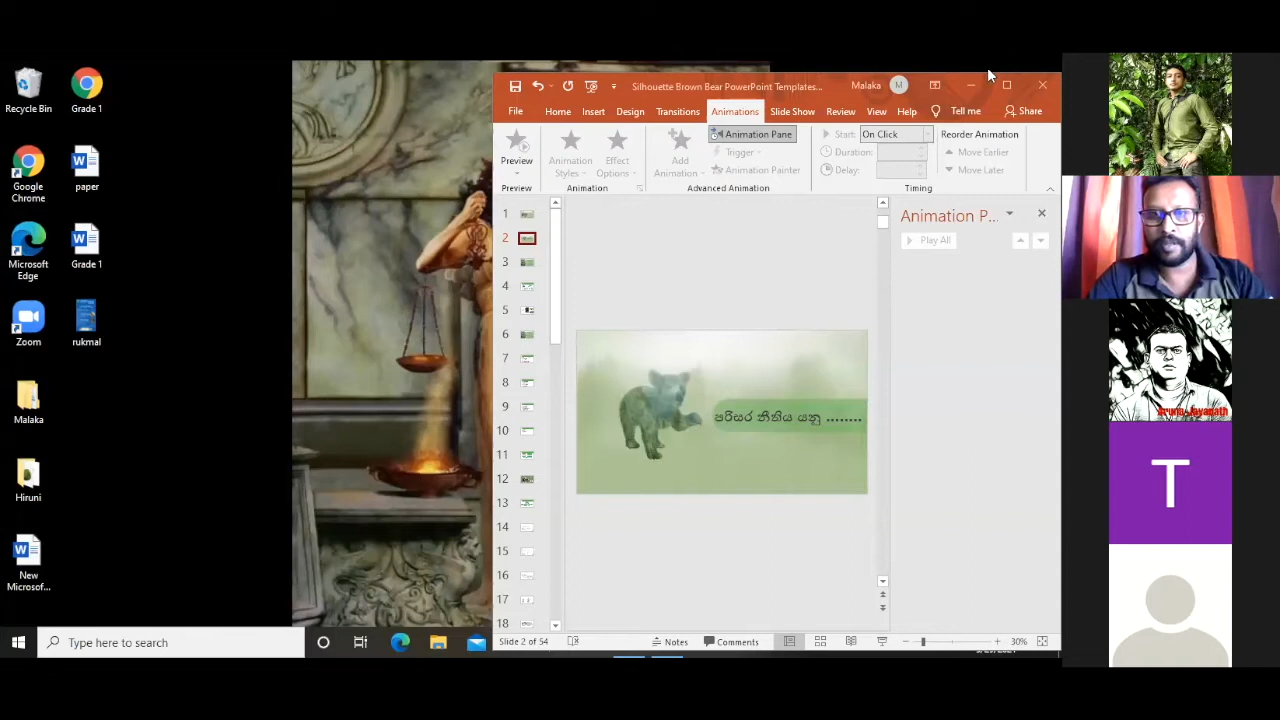 Recycle Bin
Grade 1
Google Chrome
paper
Microsoft Edge
Grade 1
Zoom
rukmal
Malaka
Hiruni
New Microsof...
Type here to search
Silhouette Brown Bear PowerPoint Templates...
Malaka
M
File Home Insert Design Transitions Animations Slide Show Review View Help Tell me Share
Preview
Animation Styles
Effect Options
Add Animation
Animation Pane
Trigger
Animation Painter
Start: On Click
Duration:
Delay:
Reorder Animation
Move Earlier
Move Later
Preview Animation Advanced Animation Timing
1
2
3
4
5
6
7
8
9
10
11
12
13
14
15
16
17
18
පරිසර නීතිය යනු ........
Animation P...
Play All
Slide 2 of 54
Notes
Comments
30%
aruna jayanath
T